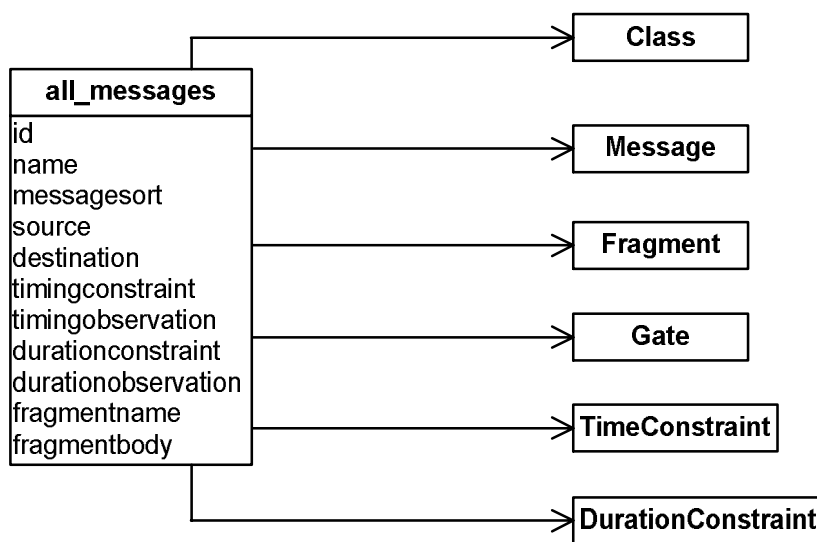 Class
all_messages
id
name
messagesort
source
destination
timingconstraint
timingobservation
durationconstraint
durationobservation
fragmentname
fragmentbody
Message
Fragment
Gate
TimeConstraint
DurationConstraint